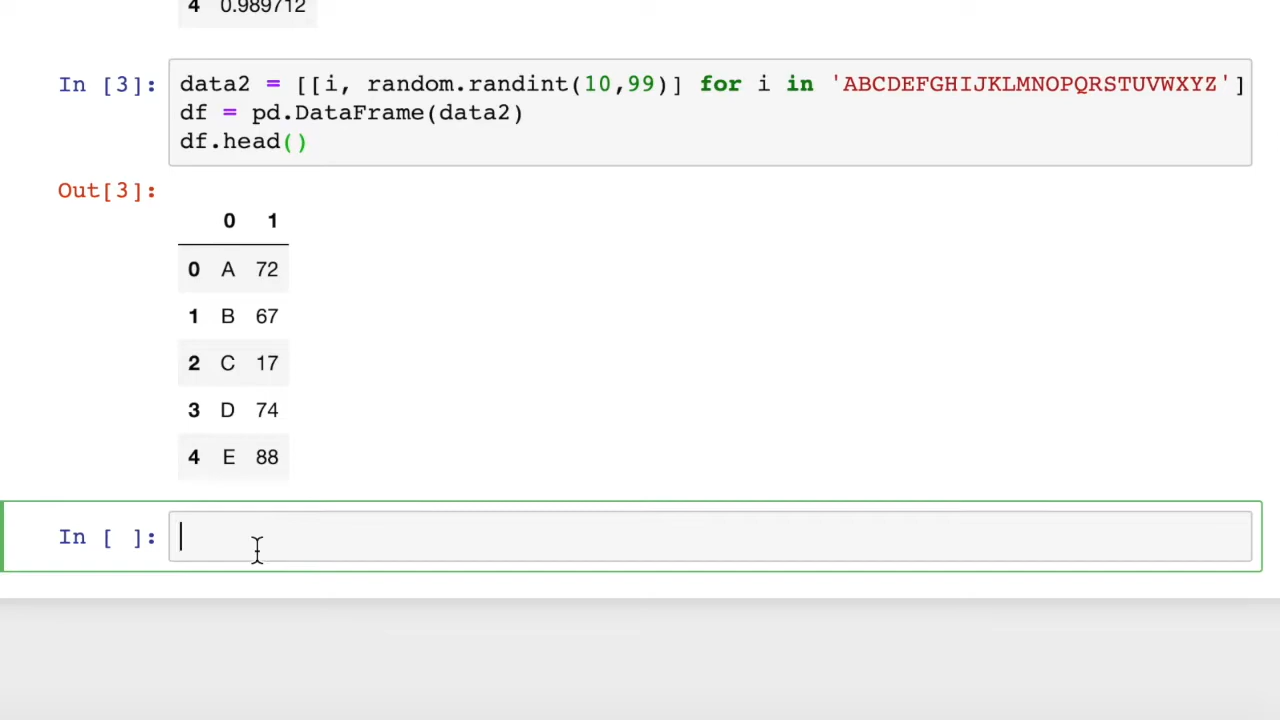 4 0.989712
In [3]: data2 = [[i, random.randint(10,99)] for i in 'ABCDEFGHIJKLMNOPQRSTUVWXYZ']
df = pd.DataFrame(data2)
df.head()
Out[3]:
0 1
0 A 72
1 B 67
2 C 17
3 D 74
4 E 88
In [ ]: